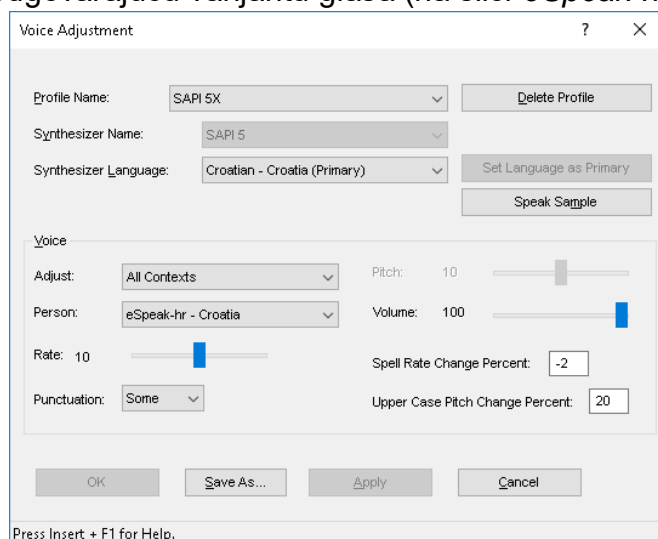 Voice Adjustment ? ×
Profile Name: SAPI 5X Delete Profile
Synthesizer Name: SAPI 5
Synthesizer Language: Croatian - Croatia (Primary) Set Language as Primary
Speak Sample
Voice
Adjust: All Contexts Pitch: 10
Person: eSpeak-hr - Croatia Volume: 100
Rate: 10
Spell Rate Change Percent: -2
Punctuation: Some
Upper Case Pitch Change Percent: 20
OK Save As... Apply Cancel
Press Insert + F1 for Help.